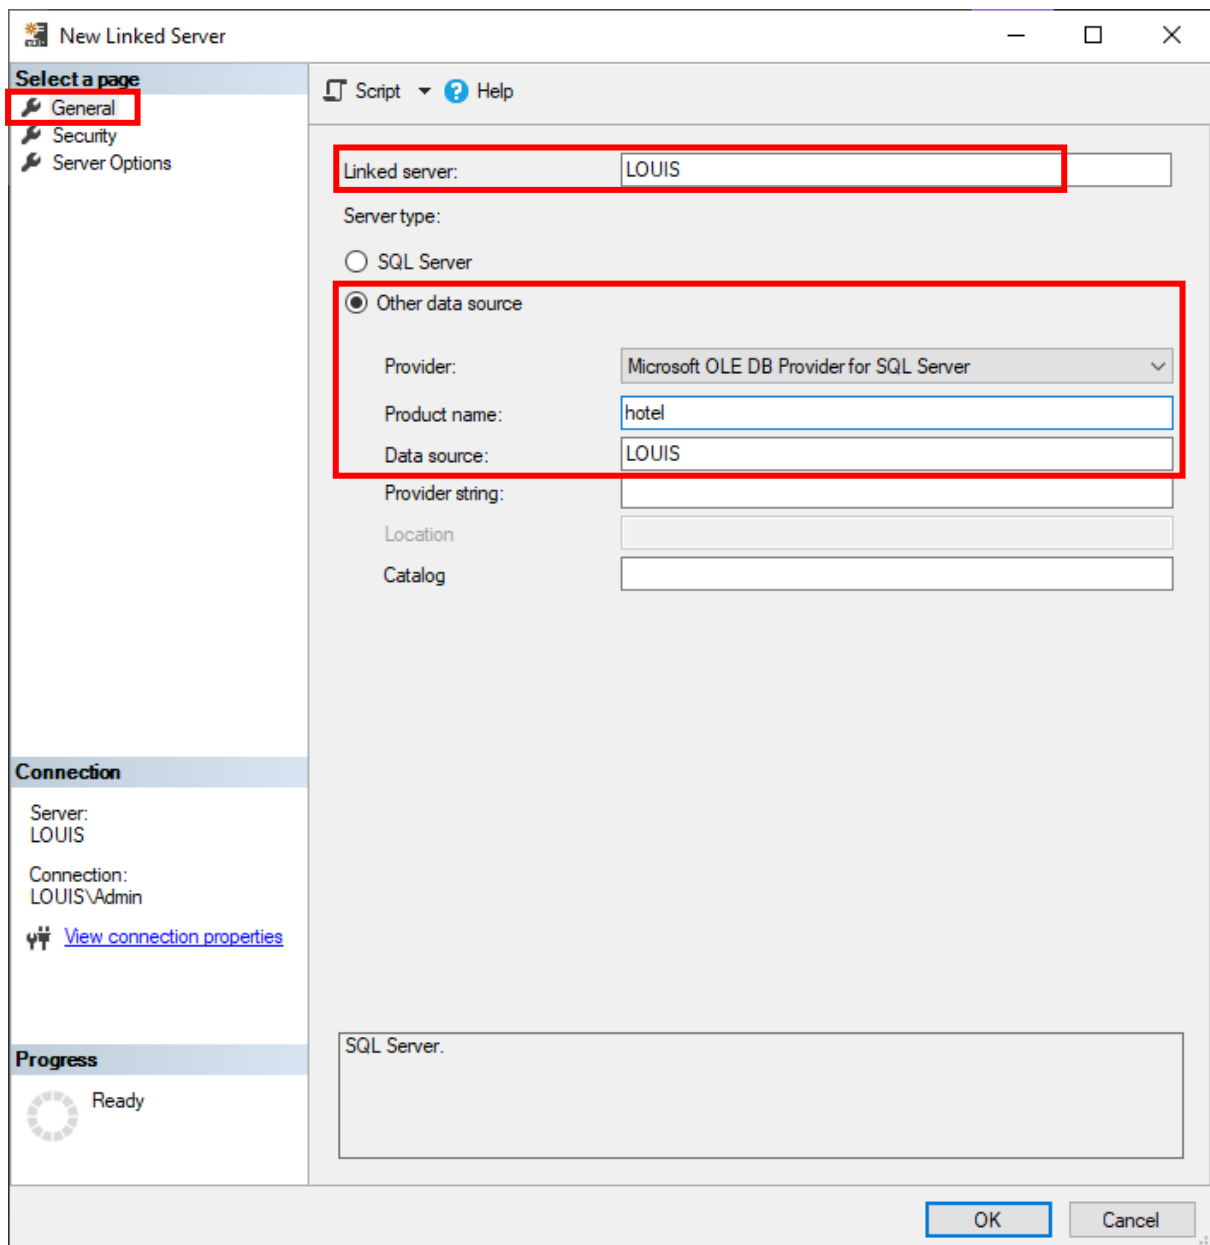 New Linked Server
Select a page
General
Security
Server Options
Script
Help
Linked server:
LOUIS
Server type:
SQL Server
Other data source
Provider:
Microsoft OLE DB Provider for SQL Server
Product name:
hotel
Data source:
LOUIS
Provider string:
Location
Catalog
Connection
Server:
LOUIS
Connection:
LOUIS\Admin
View connection properties
Progress
Ready
SQL Server.
OK
Cancel